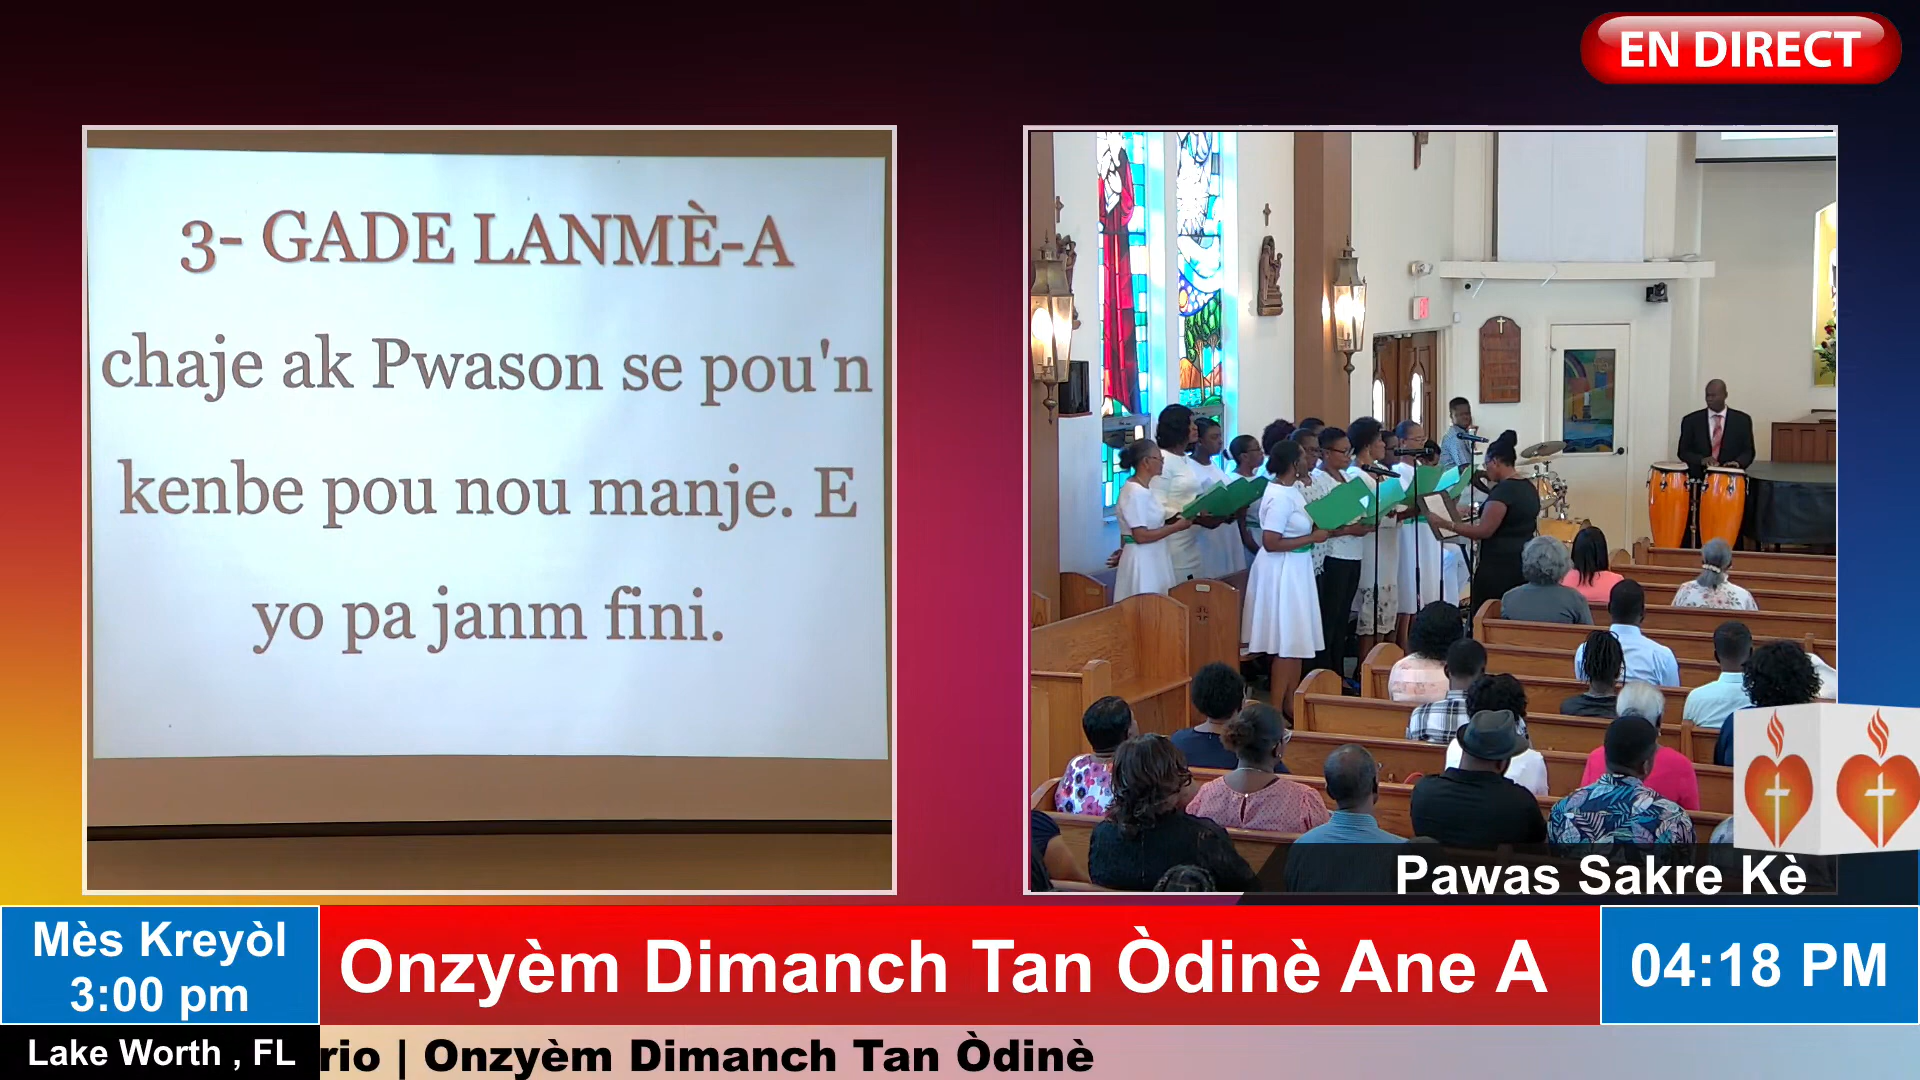 EN DIRECT
3- GADE LANMÈ-A
chaje ak Pwason se pou'n
kenbe pou nou manje. E
yo pa janm fini.
Pawas Sakre Kè
Mès Kreyòl
3:00 pm
Onzyèm Dimanch Tan Òdinè Ane A
04:18 PM
Lake Worth , FL
rio | Onzyèm Dimanch Tan Òdinè